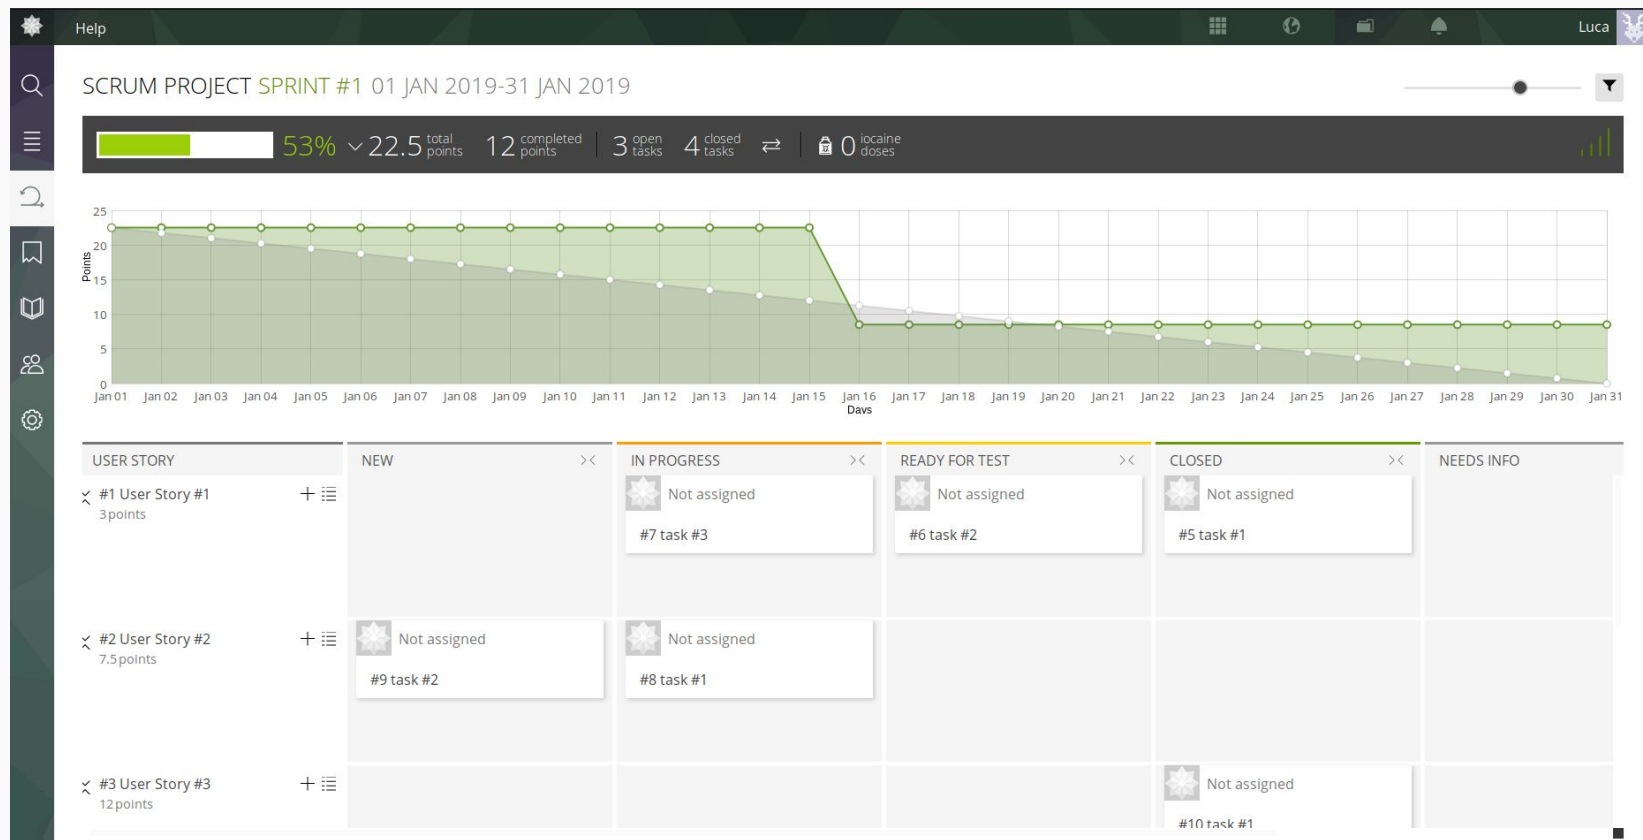 Help
Luca
SCRUM PROJECT SPRINT #1 01 JAN 2019-31 JAN 2019
53% 22.5 total points 12 completed points 3 open tasks 4 closed tasks 0 iocaine doses
25
20
15
10
5
0
Points
Jan 01 Jan 02 Jan 03 Jan 04 Jan 05 Jan 06 Jan 07 Jan 08 Jan 09 Jan 10 Jan 11 Jan 12 Jan 13 Jan 14 Jan 15 Jan 16 Jan 17 Jan 18 Jan 19 Jan 20 Jan 21 Jan 22 Jan 23 Jan 24 Jan 25 Jan 26 Jan 27 Jan 28 Jan 29 Jan 30 Jan 31
Days
USER STORY NEW IN PROGRESS READY FOR TEST CLOSED NEEDS INFO
#1 User Story #1
3 points
Not assigned
#7 task #3
Not assigned
#6 task #2
Not assigned
#5 task #1
#2 User Story #2
7.5 points
Not assigned
#9 task #2
Not assigned
#8 task #1
#3 User Story #3
12 points
Not assigned
#10 task #1